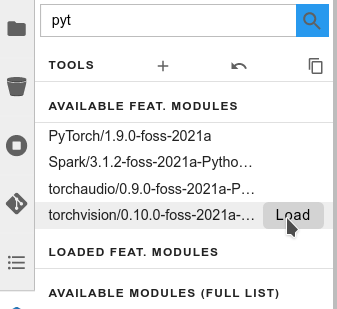 pyt
TOOLS
AVAILABLE FEAT. MODULES
PyTorch/1.9.0-foss-2021a
Spark/3.1.2-foss-2021a-Pytho…
torchaudio/0.9.0-foss-2021a-P…
torchvision/0.10.0-foss-2021a-… Load
LOADED FEAT. MODULES
AVAILABLE MODULES (FULL LIST)